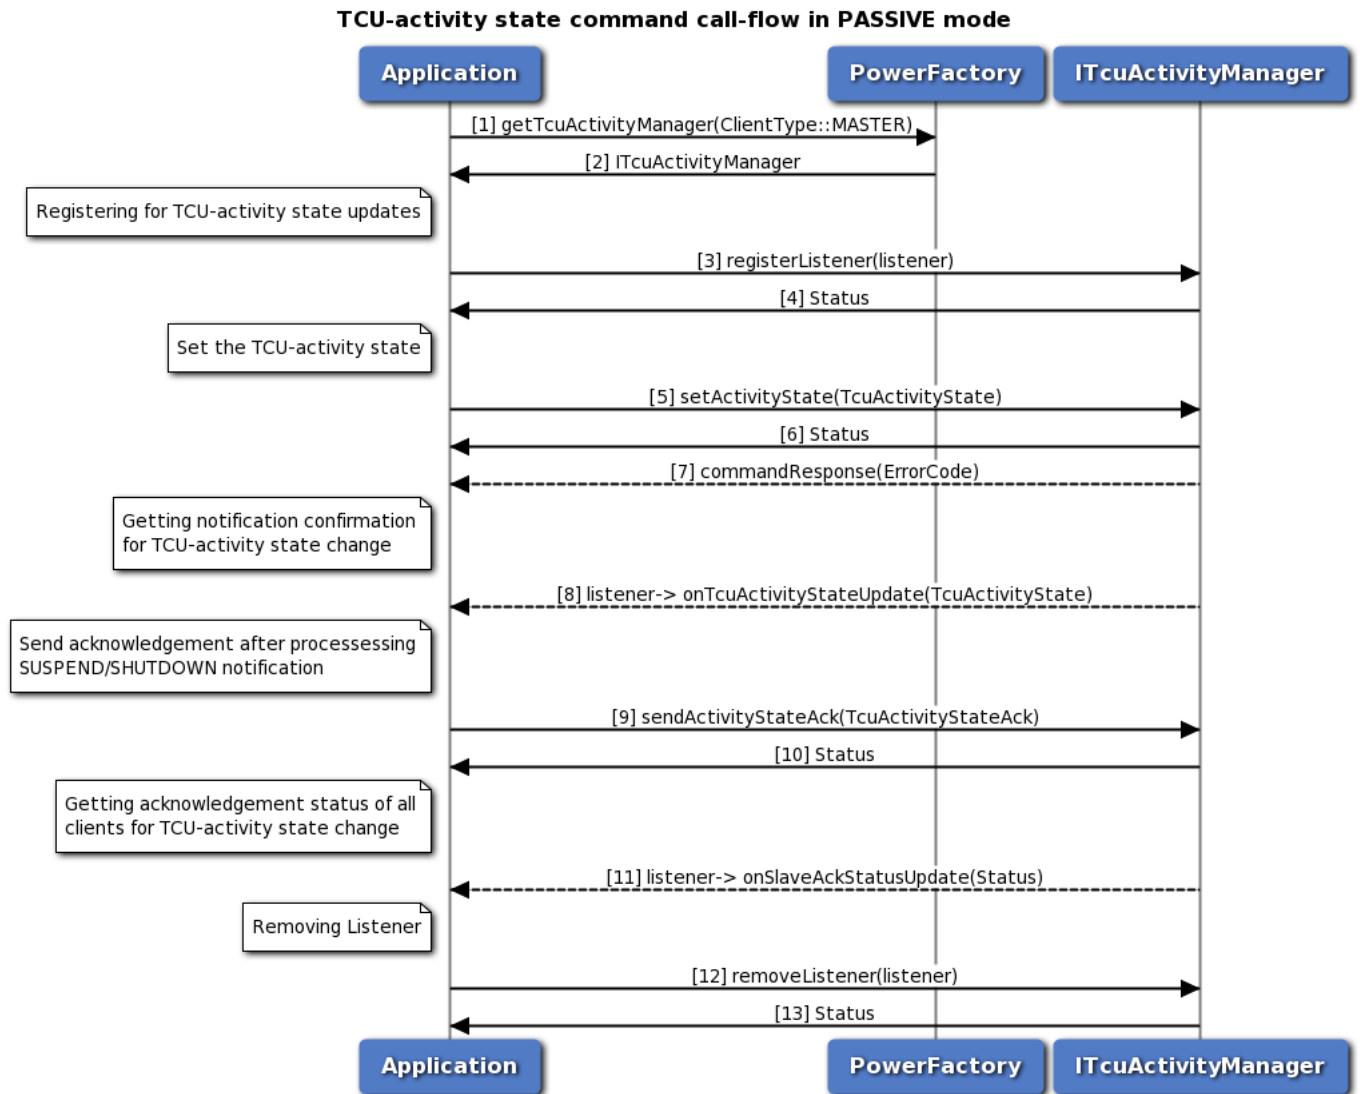 TCU-activity state command call-flow in PASSIVE mode
Application
PowerFactory
ITcuActivityManager
[1] getTcuActivityManager(ClientType::MASTER)
[2] ITcuActivityManager
Registering for TCU-activity state updates
[3] registerListener(listener)
[4] Status
Set the TCU-activity state
[5] setActivityState(TcuActivityState)
[6] Status
[7] commandResponse(ErrorCode)
Getting notification confirmation
for TCU-activity state change
[8] listener-> onTcuActivityStateUpdate(TcuActivityState)
Send acknowledgement after processessing
SUSPEND/SHUTDOWN notification
[9] sendActivityStateAck(TcuActivityStateAck)
[10] Status
Getting acknowledgement status of all
clients for TCU-activity state change
[11] listener-> onSlaveAckStatusUpdate(Status)
Removing Listener
[12] removeListener(listener)
[13] Status
Application
PowerFactory
ITcuActivityManager